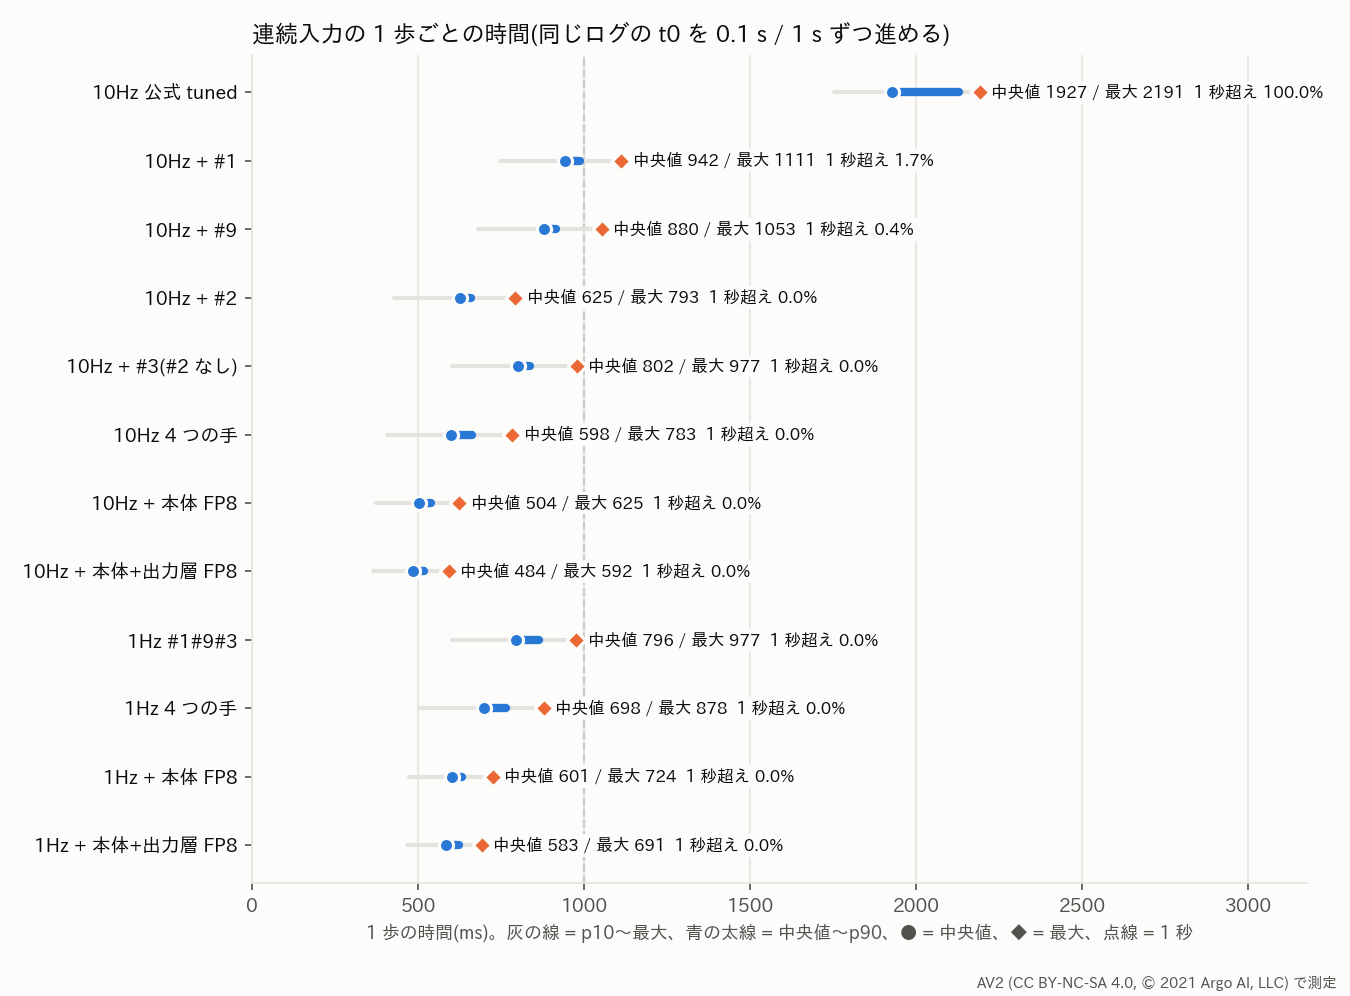 連続入力の 1 歩ごとの時間(同じログの t0 を 0.1 s / 1 s ずつ進める)
10Hz 公式 tuned 中央値 1927 / 最大 2191 1 秒超え 100.0%
10Hz + #1 中央値 942 / 最大 1111 1 秒超え 1.7%
10Hz + #9 中央値 880 / 最大 1053 1 秒超え 0.4%
10Hz + #2 中央値 625 / 最大 793 1 秒超え 0.0%
10Hz + #3(#2 なし) 中央値 802 / 最大 977 1 秒超え 0.0%
10Hz 4 つの手 中央値 598 / 最大 783 1 秒超え 0.0%
10Hz + 本体 FP8 中央値 504 / 最大 625 1 秒超え 0.0%
10Hz + 本体+出力層 FP8 中央値 484 / 最大 592 1 秒超え 0.0%
1Hz #1#9#3 中央値 796 / 最大 977 1 秒超え 0.0%
1Hz 4 つの手 中央値 698 / 最大 878 1 秒超え 0.0%
1Hz + 本体 FP8 中央値 601 / 最大 724 1 秒超え 0.0%
1Hz + 本体+出力層 FP8 中央値 583 / 最大 691 1 秒超え 0.0%
0 500 1000 1500 2000 2500 3000
1 歩の時間(ms)。灰の線 = p10〜最大、青の太線 = 中央値〜p90、● = 中央値、◆ = 最大、点線 = 1 秒
AV2 (CC BY-NC-SA 4.0, © 2021 Argo AI, LLC) で測定